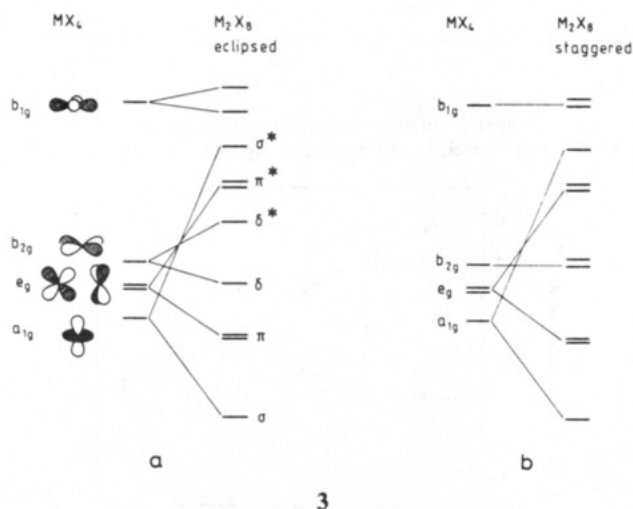 MX₄
M₂X₈
eclipsed
b₁g
σ*
π*
δ*
b₂g
eg
δ
a₁g
π
σ
a
MX₄
M₂X₈
staggered
b₁g
b₂g
eg
a₁g
b
3